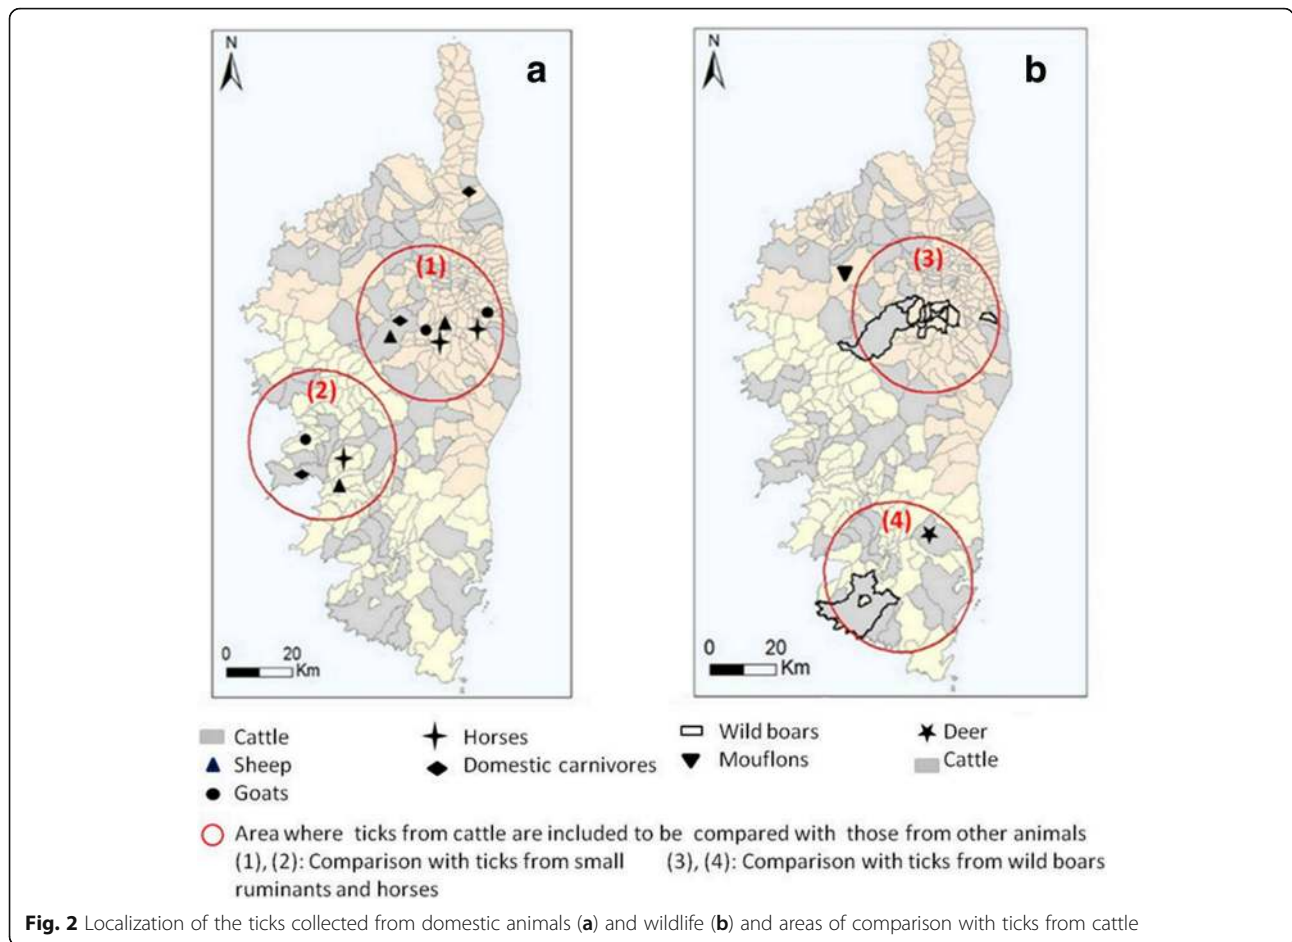 N
a
(1)
(2)
0 20
Km
N
b
(3)
(4)
0 20
Km
Cattle
Sheep
Goats
Horses
Domestic carnivores
Wild boars
Mouflons
Deer
Cattle
Area where ticks from cattle are included to be compared with those from other animals
(1), (2): Comparison with ticks from small ruminants and horses
(3), (4): Comparison with ticks from wild boars
Fig. 2 Localization of the ticks collected from domestic animals (a) and wildlife (b) and areas of comparison with ticks from cattle